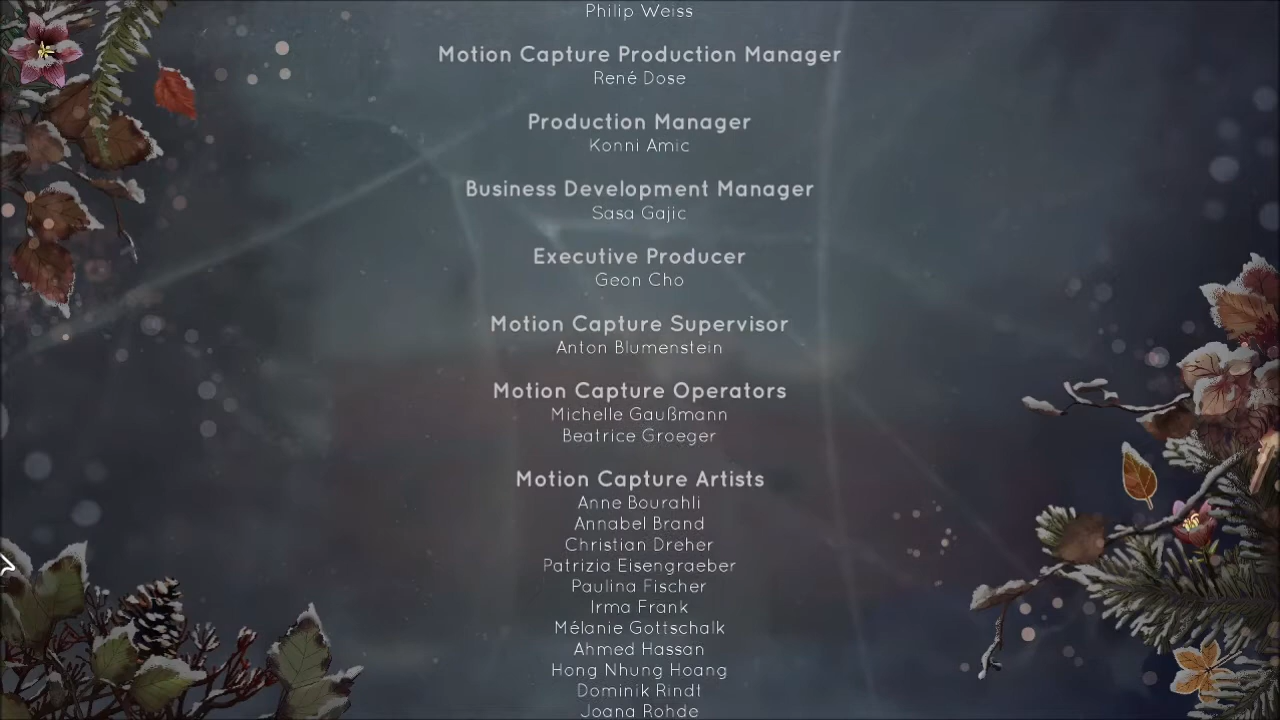 Philip Weiss
Motion Capture Production Manager
René Dose
Production Manager
Konni Amic
Business Development Manager
Sasa Gajic
Executive Producer
Geon Cho
Motion Capture Supervisor
Anton Blumenstein
Motion Capture Operators
Michelle Gaußmann
Beatrice Groeger
Motion Capture Artists
Anne Bourahli
Annabel Brand
Christian Dreher
Patrizia Eisengraeber
Paulina Fischer
Irma Frank
Mélanie Gottschalk
Ahmed Hassan
Hong Nhung Hoang
Dominik Rindt
Joana Rohde